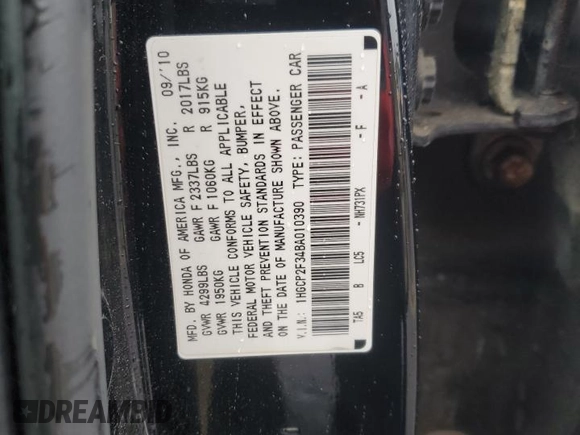 MFD. BY HONDA OF AMERICA MFG., INC. 09/'10
GVWR 4299LBS GAWR F 2337LBS R 2017LBS
GVWR 1950KG GAWR F 1060KG R 915KG
THIS VEHICLE CONFORMS TO ALL APPLICABLE
FEDERAL MOTOR VEHICLE SAFETY, BUMPER,
AND THEFT PREVENTION STANDARDS IN EFFECT
ON THE DATE OF MANUFACTURE SHOWN ABOVE.
V.I.N.: 1HGCP2F34BA010390 TYPE: PASSENGER CAR
TA5 B LC5 -NH731PX -F -A
DREAMBID